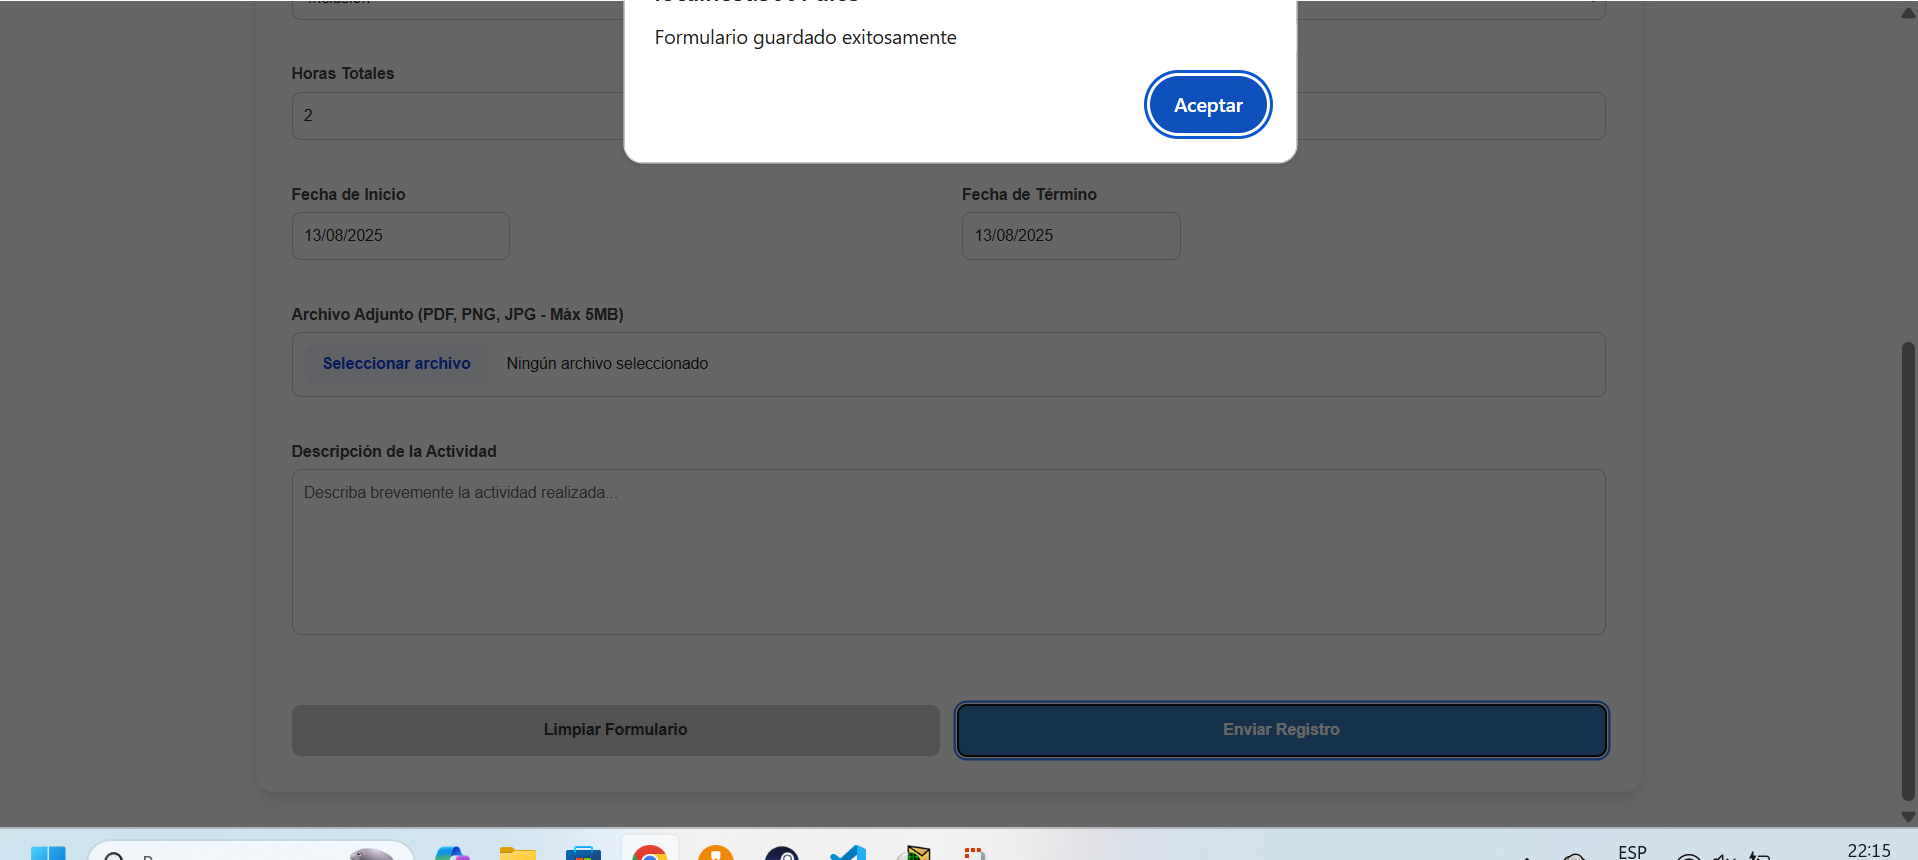 Formulario guardado exitosamente
Aceptar
Horas Totales
2
Fecha de Inicio
Fecha de Término
13/08/2025
13/08/2025
Archivo Adjunto (PDF, PNG, JPG - Máx 5MB)
Seleccionar archivo Ningún archivo seleccionado
Descripción de la Actividad
Describa brevemente la actividad realizada...
Limpiar Formulario
Enviar Registro
ESP
22:15